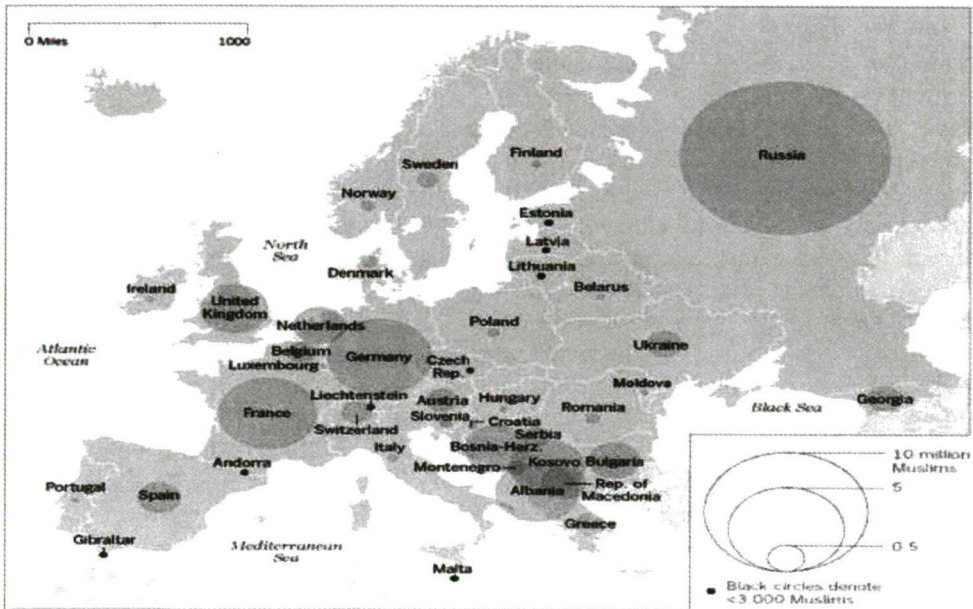 0 Miles 1000
Russia
Finland
Sweden
Norway
Estonia
Latvia
Lithuania
North
Sea
Denmark
Ireland
United
Kingdom
Belarus
Netherlands
Poland
Ukraine
Atlantic
Ocean
Belgium
Luxembourg
Germany
Czech
Rep.
Moldova
Liechtenstein
Austria
Hungary
France
Slovenia
Croatia
Romania
Black Sea
Georgia
Switzerland
Serbia
Italy
Bosnia-Herz.
Andorra
Montenegro
Kosovo
Bulgaria
Portugal
Spain
Albania
Rep. of
Macedonia
Greece
Gibraltar
Mediterranean
Sea
Malta
10 million
Muslims
5
0.5
Black circles denote
<3,000 Muslims